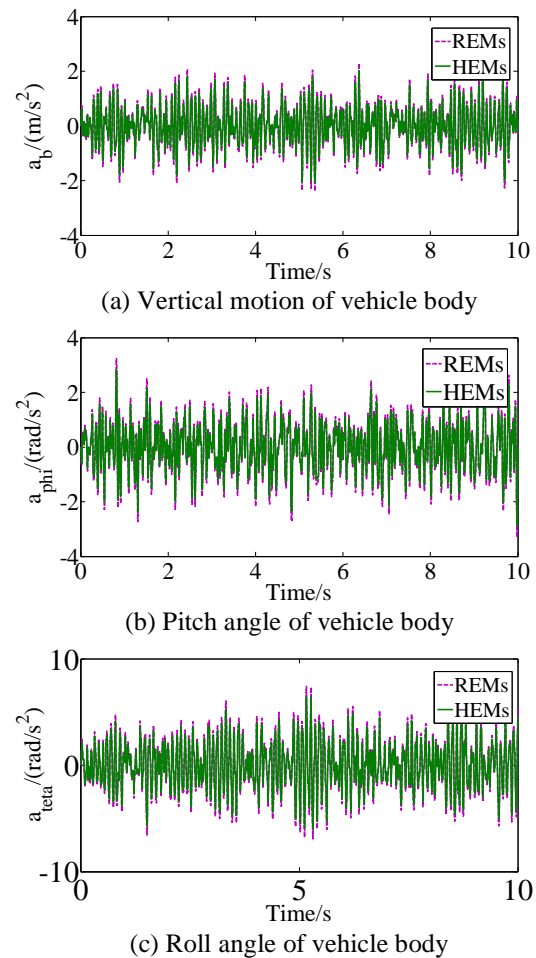 4
2
0
-2
-4
a_b/(m/s^2)
REMs
HEMs
0 2 4 6 8 10
Time/s
(a) Vertical motion of vehicle body
4
2
0
-2
-4
a_phi/(rad/s^2)
REMs
HEMs
0 2 4 6 8 10
Time/s
(b) Pitch angle of vehicle body
10
0
-10
a_teta/(rad/s^2)
REMs
HEMs
0 5 10
Time/s
(c) Roll angle of vehicle body